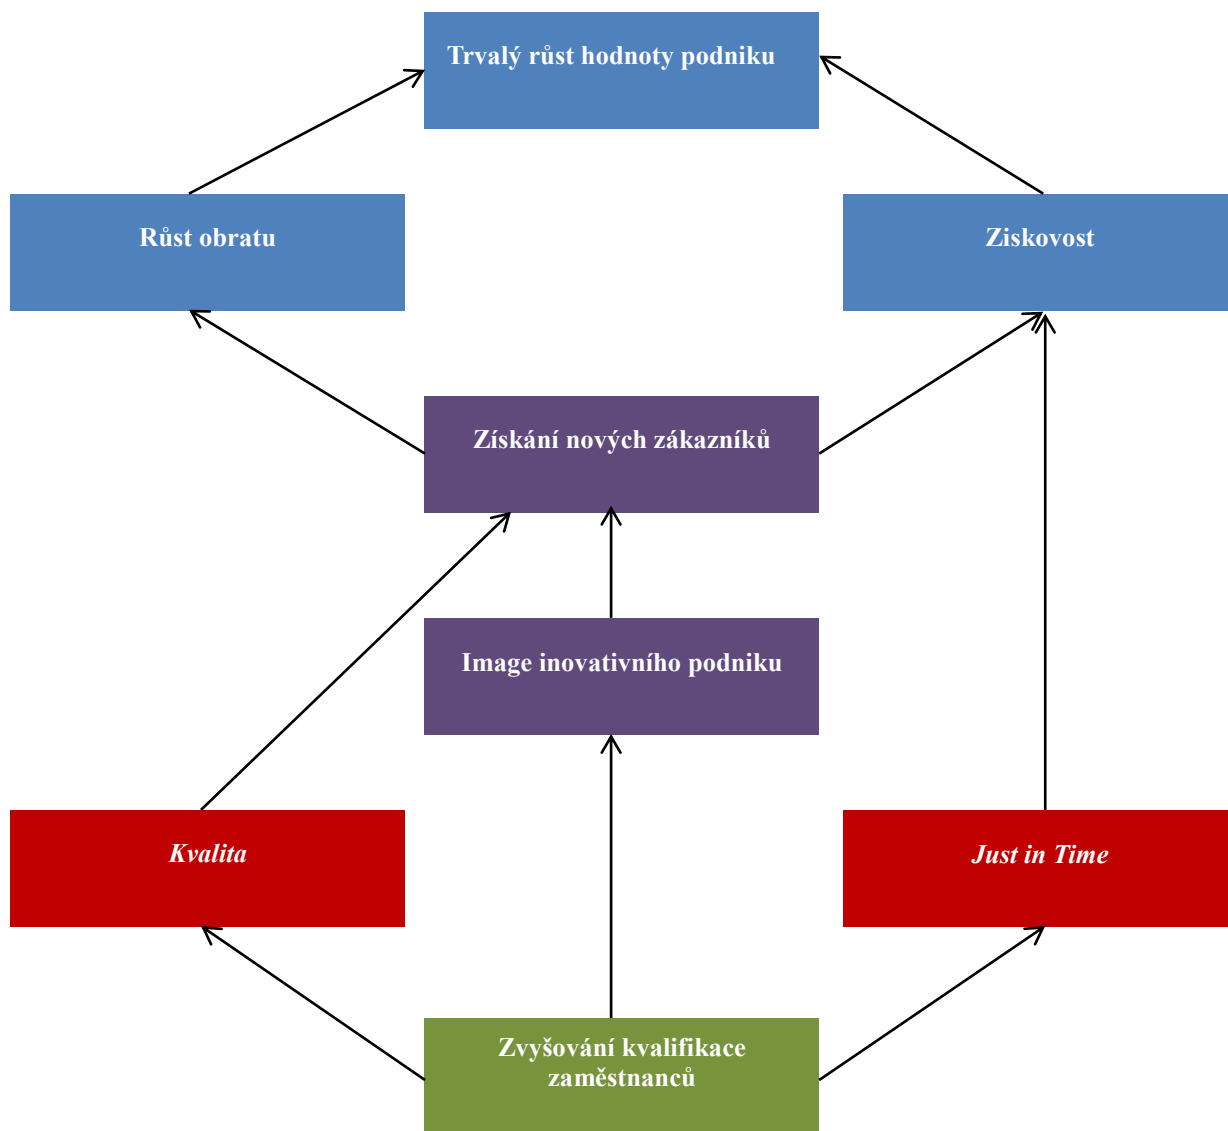 Trvalý růst hodnoty podniku
Růst obratu
Ziskovost
Získání nových zákazníků
Image inovativního podniku
Kvalita
Just in Time
Zvyšování kvalifikace
zaměstnanců